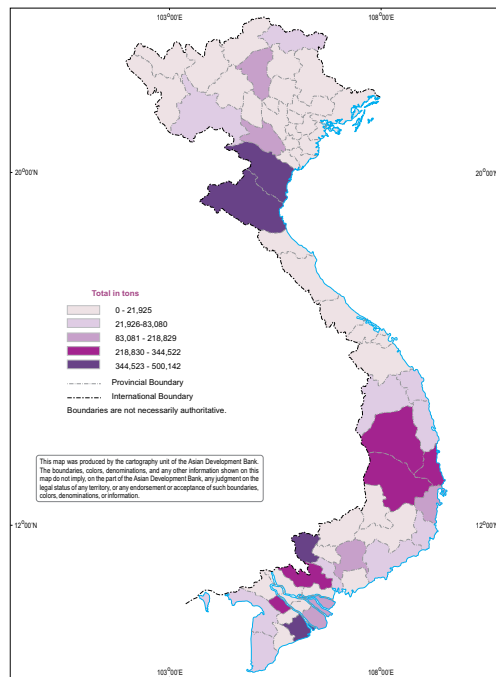 103°00'E 108°00'E
20°00'N 20°00'N
Total in tons
0 - 21,925
21,926-83,080
83,081 - 218,829
218,830 - 344,522
344,523 - 500,142
Provincial Boundary
International Boundary
Boundaries are not necessarily authoritative.
This map was produced by the cartography unit of the Asian Development Bank.
The boundaries, colors, denominations, and any other information shown on this
map do not imply, on the part of the Asian Development Bank, any judgment on the
legal status of any territory, or any endorsement or acceptance of such boundaries,
colors, denominations, or information.
12°00'N 12°00'N
103°00'E 108°00'E